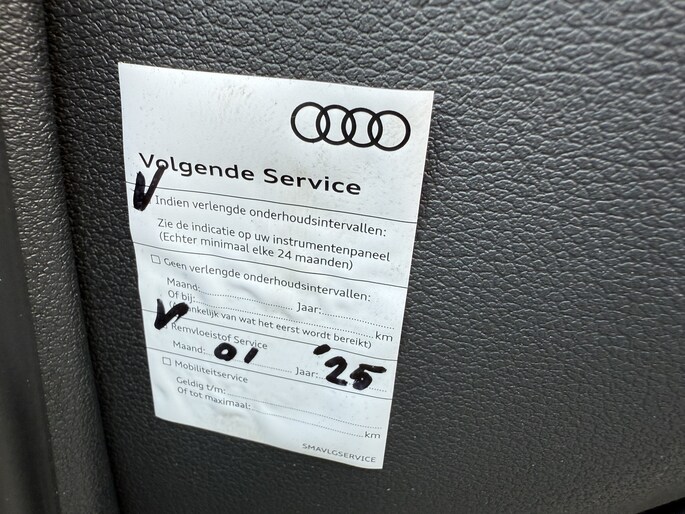 Volgende Service
V Indien verlengde onderhoudsintervallen:
Zie de indicatie op uw instrumentenpaneel
(Echter minimaal elke 24 maanden)
☐ Geen verlengde onderhoudsintervallen:
Maand: Jaar:
Of bij: km
(Afhankelijk van wat het eerst wordt bereikt)
V Remvloeistof Service
Maand: 01 Jaar: '25
☐ Mobiliteitservice
Geldig t/m:
Of tot maximaal: km
SMAVLGSERVICE